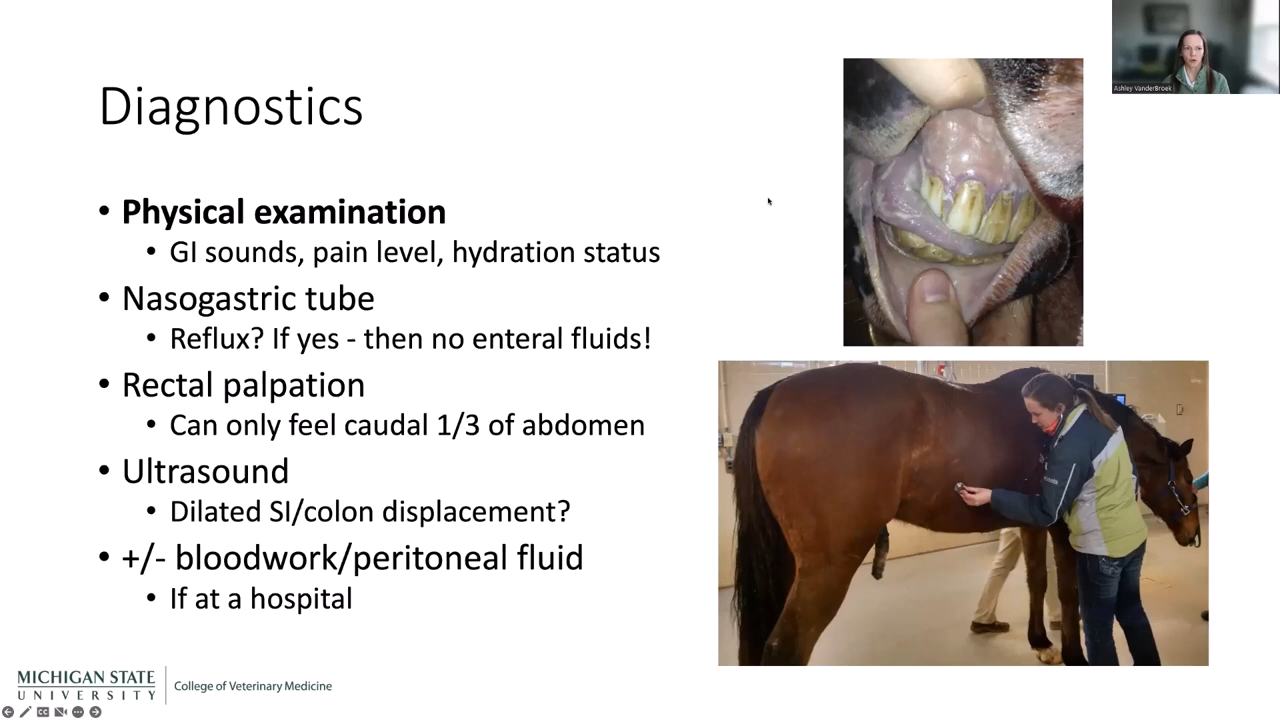 Ashley VanderBroek
Diagnostics
• Physical examination
• GI sounds, pain level, hydration status
• Nasogastric tube
• Reflux? If yes - then no enteral fluids!
• Rectal palpation
• Can only feel caudal 1/3 of abdomen
• Ultrasound
• Dilated SI/colon displacement?
• +/- bloodwork/peritoneal fluid
• If at a hospital
MICHIGAN STATE
UNIVERSITY
College of Veterinary Medicine